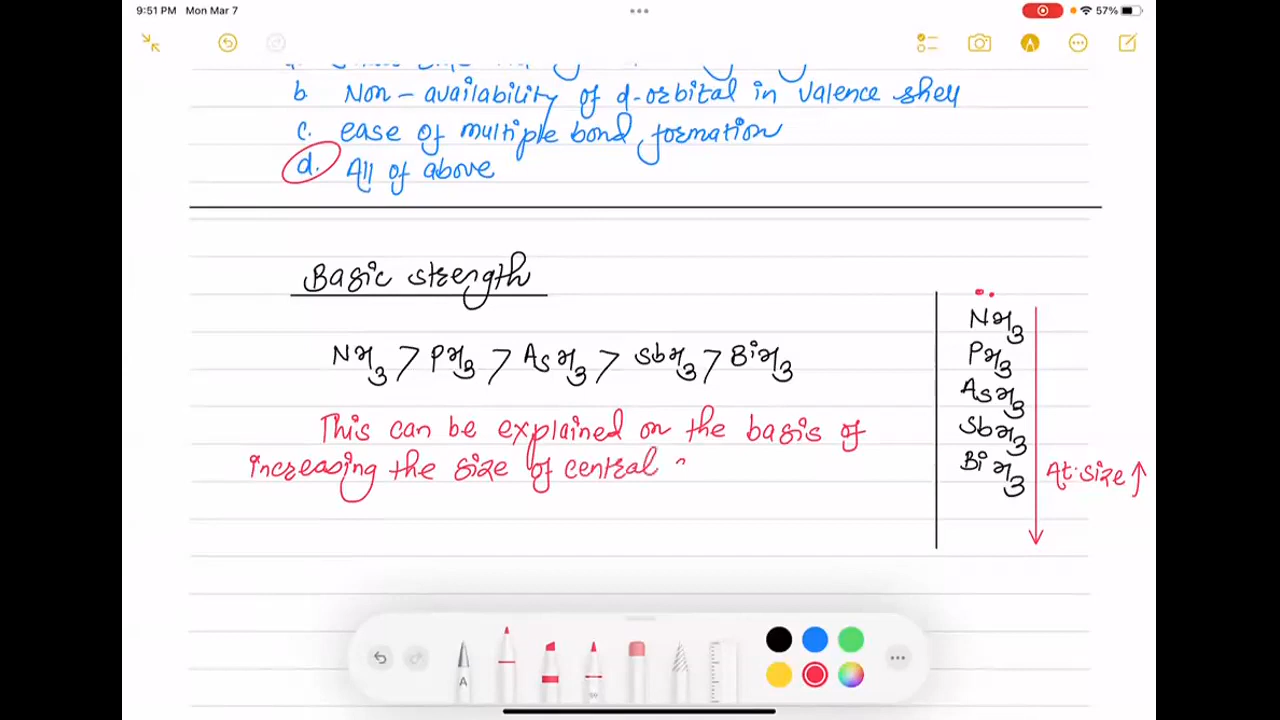 9:51 PM Mon Mar 7
57%
b. Non-availability of d-orbital in valence shell
c. ease of multiple bond formation
d. All of above
Basic strength
NH3 > PH3 > AsH3 > SbH3 > BiH3
This can be explained on the basis of
increasing the size of central
NH3
PH3
AsH3
SbH3
BiH3
At. size ↑
A